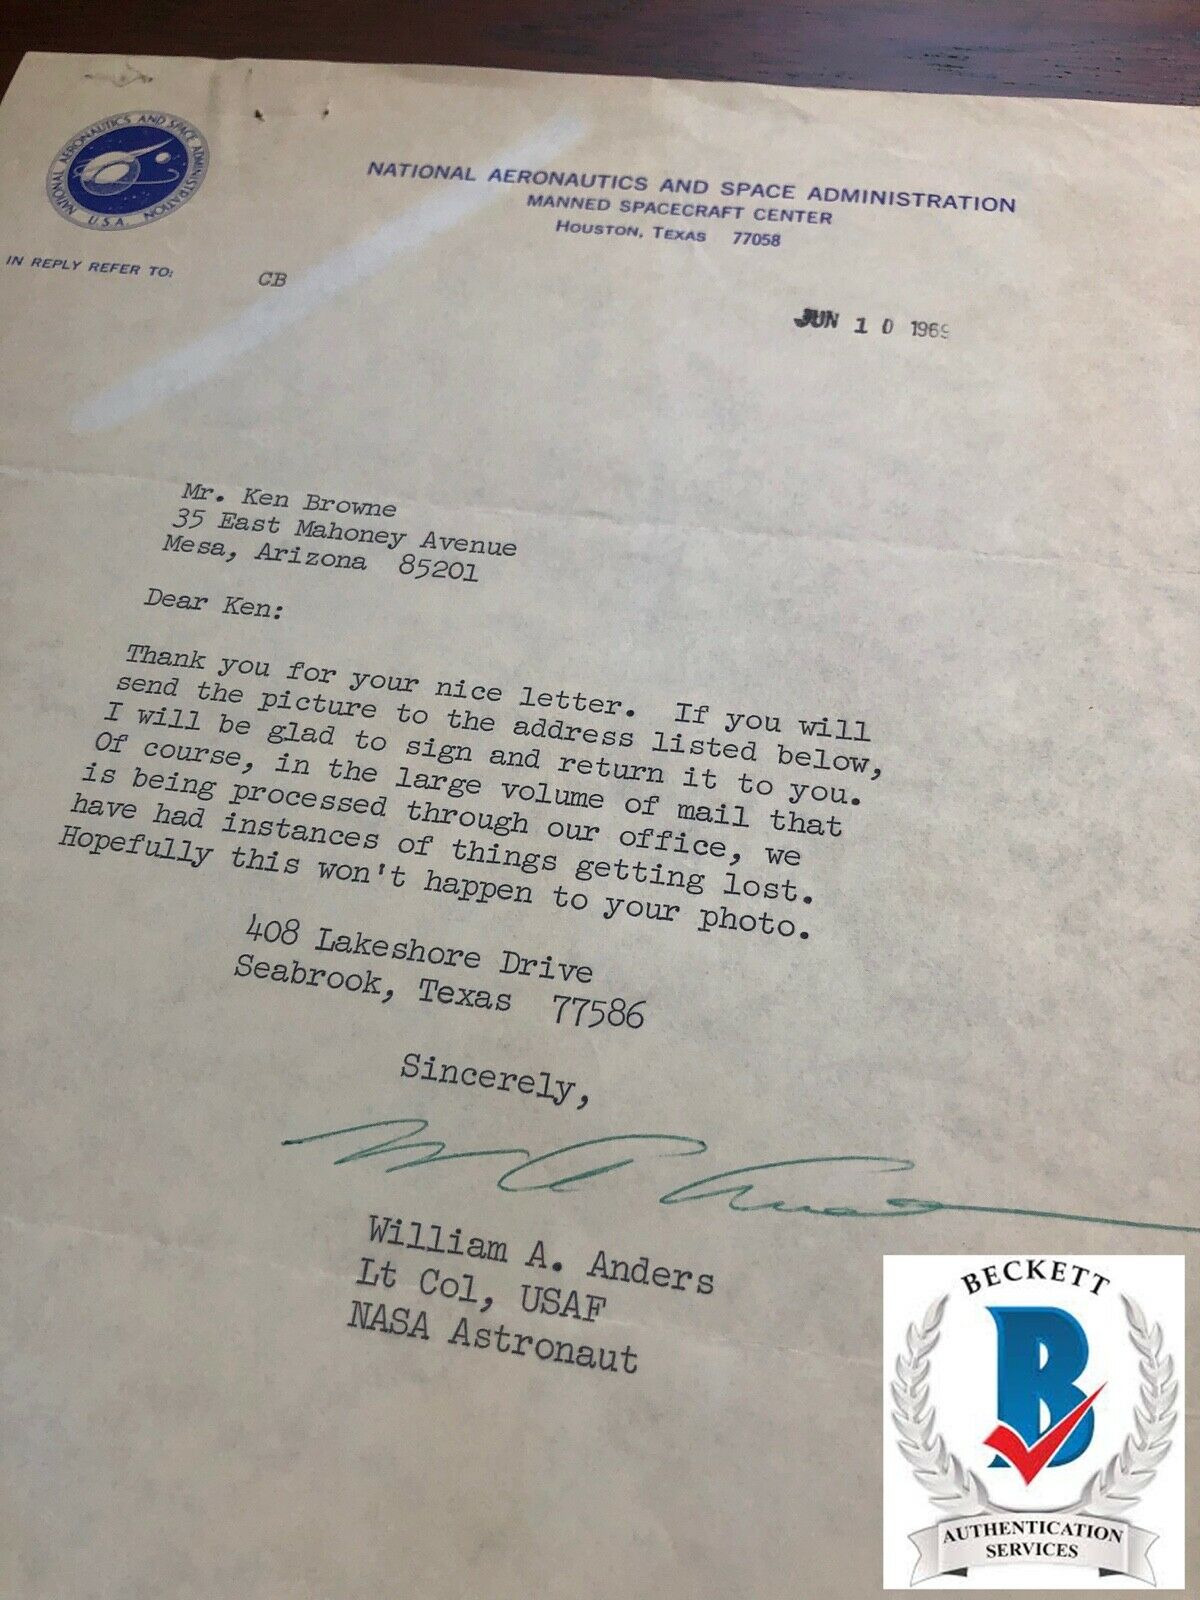 NATIONAL AERONAUTICS AND SPACE ADMINISTRATION
U.S.A.
NATIONAL AERONAUTICS AND SPACE ADMINISTRATION
MANNED SPACECRAFT CENTER
HOUSTON, TEXAS 77058
IN REPLY REFER TO: CB
JUN 10 1969
Mr. Ken Browne
35 East Mahoney Avenue
Mesa, Arizona 85201
Dear Ken:
Thank you for your nice letter. If you will
send the picture to the address listed below,
I will be glad to sign and return it to you.
Of course, in the large volume of mail that
is being processed through our office, we
have had instances of things getting lost.
Hopefully this won't happen to your photo.
408 Lakeshore Drive
Seabrook, Texas 77586
Sincerely,
William A. Anders
Lt Col, USAF
NASA Astronaut
BECKETT
B
AUTHENTICATION
SERVICES